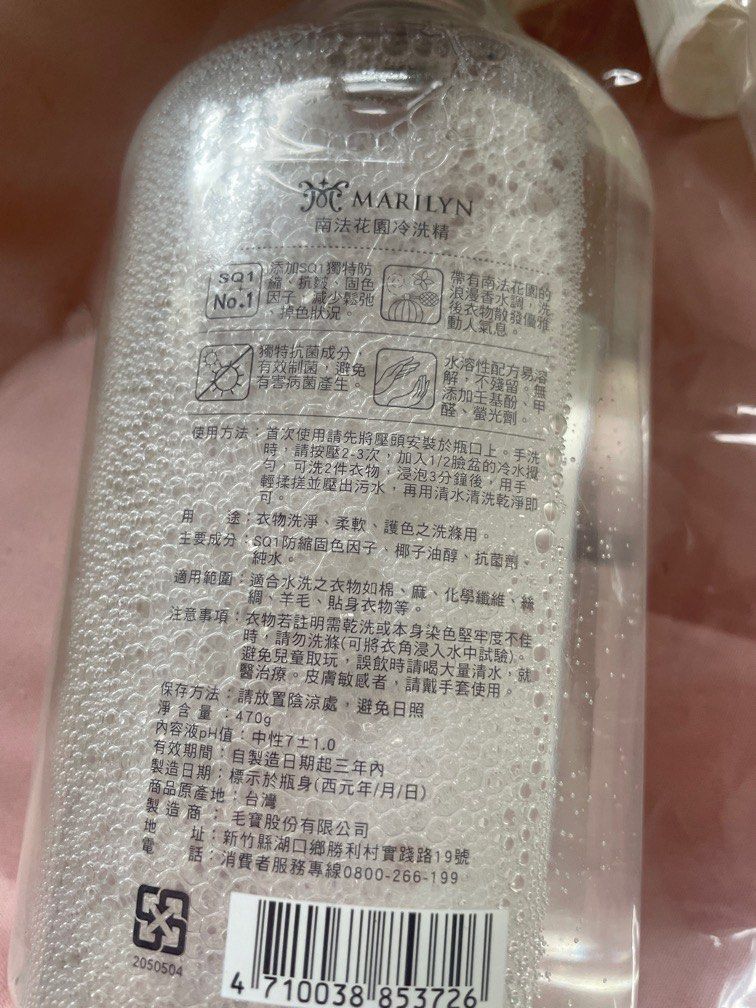 MARILYN
南法花園冷洗精
SQ1
No.1
添加SQ1獨特防
縮、抗皺、固色
因子，減少鬆弛
、掉色狀況。
帶有南法花園的
浪漫香水調，洗
後衣物散發優雅
動人氣息。
獨特抗菌成分，
有效制菌，避免
有害病菌產生。
水溶性配方易溶
解，不殘留。無
添加壬基酚、甲
醛、螢光劑。
使用方法：首次使用請先將壓頭安裝於瓶口上。手洗
時，請按壓2-3次，加入1/2臉盆的冷水攪
勻，可洗2件衣物，浸泡3分鐘後，用手
輕揉搓並壓出污水，再用清水清洗乾淨即
可。
用途：衣物洗淨、柔軟、護色之洗滌用。
主要成分：SQ1防縮固色因子、椰子油醇、抗菌劑、
純水。
適用範圍：適合水洗之衣物如棉、麻、化學纖維、絲
綢、羊毛、貼身衣物等。
注意事項：衣物若註明需乾洗或本身染色堅牢度不佳
時，請勿洗滌(可將衣角浸入水中試驗)。
避免兒童取玩，誤飲時請喝大量清水，就
醫治療。皮膚敏感者，請戴手套使用。
保存方法：請放置陰涼處，避免日照
淨含量：470g
內容液pH值：中性7±1.0
有效期間：自製造日期起三年內
製造日期：標示於瓶身(西元年/月/日)
商品原產地：台灣
製造商：毛寶股份有限公司
地址：新竹縣湖口鄉勝利村實踐路19號
電話：消費者服務專線0800-266-199
2050504
4 710038 853726